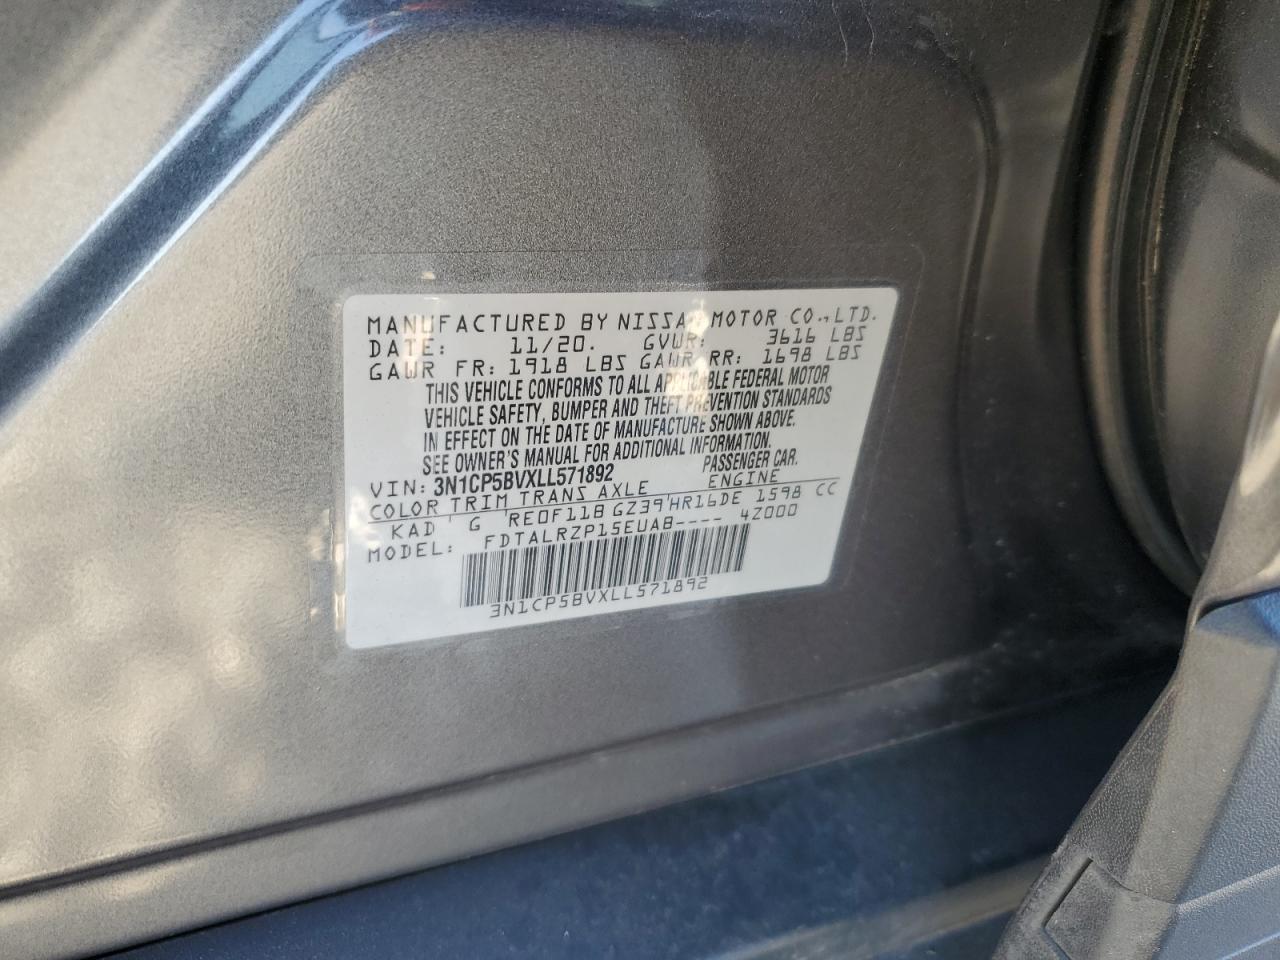 MANUFACTURED BY NISSAN MOTOR CO.,LTD.
DATE: 11/20. GVWR: 3616 LBS
GAWR FR: 1918 LBS GAWR RR: 1698 LBS
THIS VEHICLE CONFORMS TO ALL APPLICABLE FEDERAL MOTOR
VEHICLE SAFETY, BUMPER AND THEFT PREVENTION STANDARDS
IN EFFECT ON THE DATE OF MANUFACTURE SHOWN ABOVE.
SEE OWNER'S MANUAL FOR ADDITIONAL INFORMATION.
VIN: 3N1CP5BVXLL571892 PASSENGER CAR.
COLOR TRIM TRANS AXLE ENGINE
KAD G RE0F11B GZ39 HR16DE 1598 CC
MODEL: FDTALRZP15EUAB---- 4Z000
3N1CP5BVXLL571892